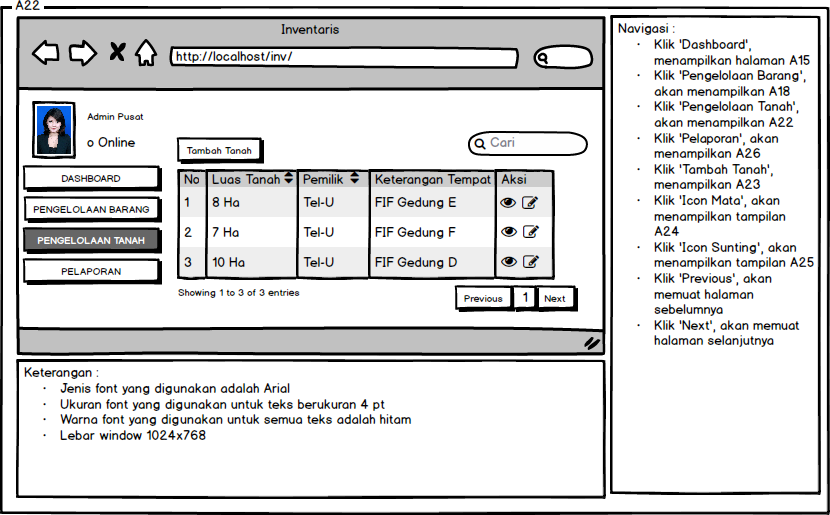 A22
Inventaris
http://localhost/inv/
Admin Pusat
o Online
DASHBOARD
PENGELOLAAN BARANG
PENGELOLAAN TANAH
PELAPORAN
Tambah Tanah
Cari
No Luas Tanah Pemilik Keterangan Tempat Aksi
1 8 Ha Tel-U FIF Gedung E
2 7 Ha Tel-U FIF Gedung F
3 10 Ha Tel-U FIF Gedung D
Showing 1 to 3 of 3 entries
Previous 1 Next
Keterangan :
· Jenis font yang digunakan adalah Arial
· Ukuran font yang digunakan untuk teks berukuran 4 pt
· Warna font yang digunakan untuk semua teks adalah hitam
· Lebar window 1024x768
Navigasi :
· Klik 'Dashboard',
menampilkan halaman A15
· Klik 'Pengelolaan Barang',
akan menampilkan A18
· Klik 'Pengelolaan Tanah',
akan menampilkan A22
· Klik 'Pelaporan', akan
menampilkan A26
· Klik 'Tambah Tanah',
menampilkan A23
· Klik 'Icon Mata', akan
menampilkan tampilan
A24
· Klik 'Icon Sunting', akan
menampilkan tampilan A25
· Klik 'Previous', akan
memuat halaman
sebelumnya
· Klik 'Next', akan memuat
halaman selanjutnya